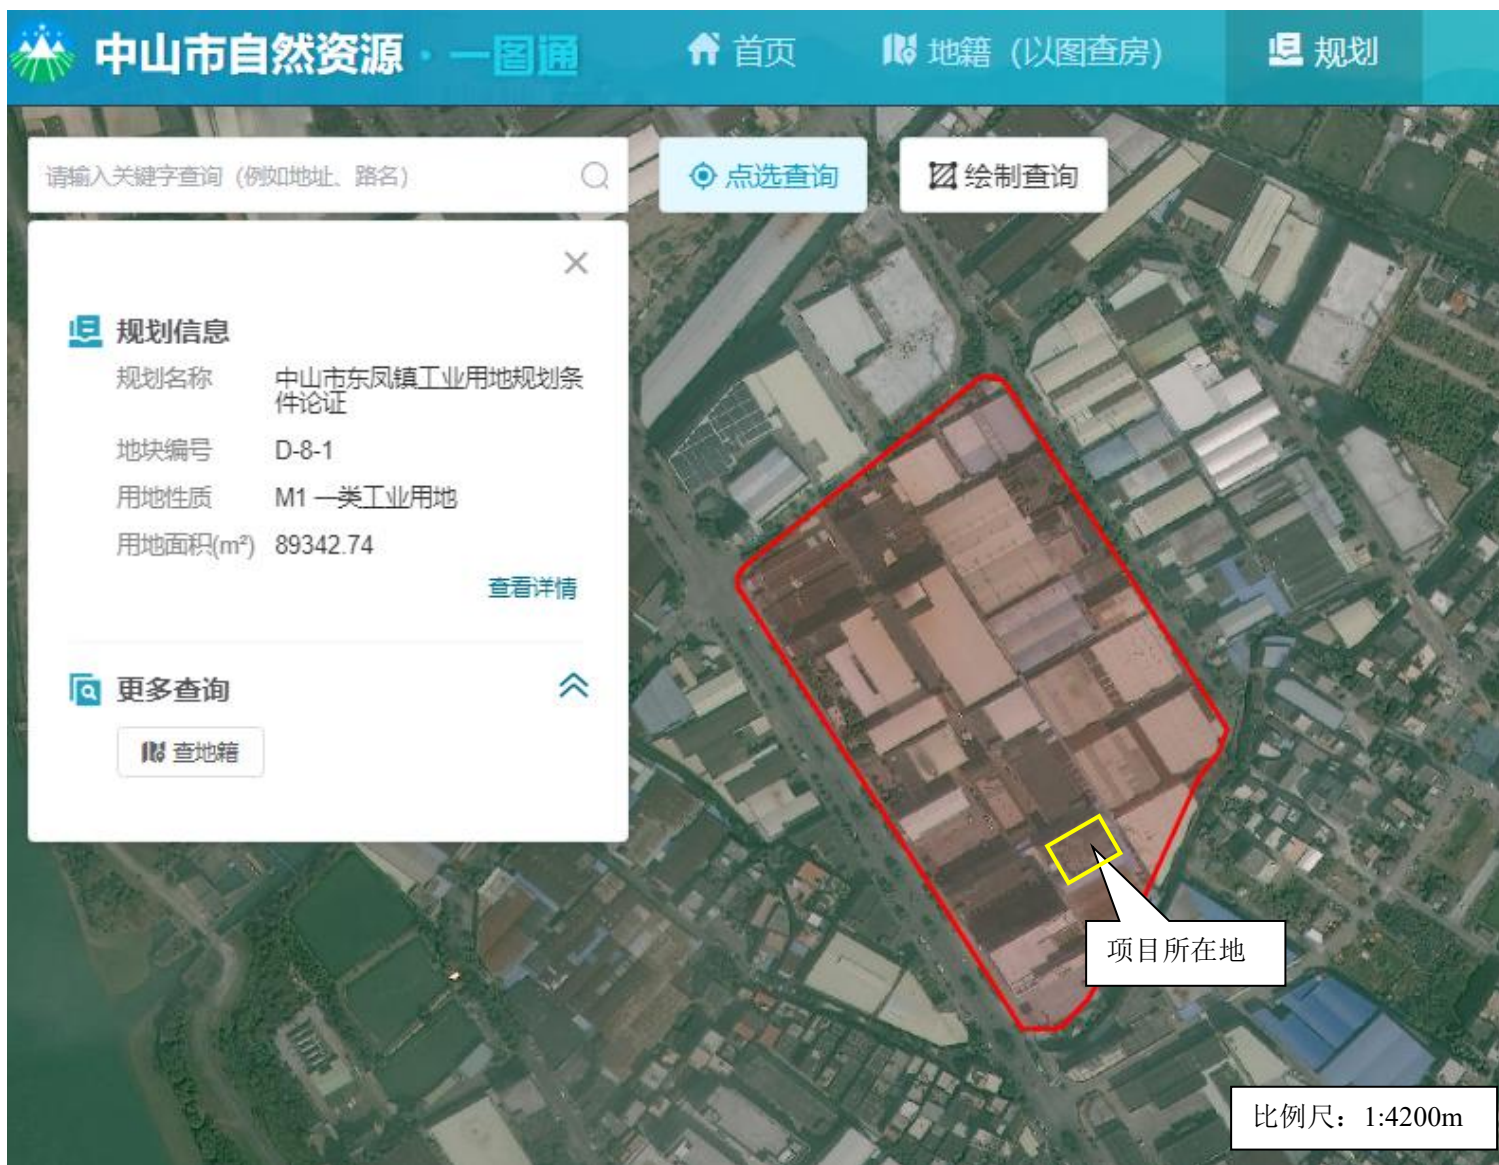 中山市自然资源·一图通
首页
地籍（以图查房）
规划
请输入关键字查询（例如地址、路名）
点选查询
绘制查询
规划信息
规划名称 中山市东凤镇工业用地规划条
件论证
地块编号 D-8-1
用地性质 M1 一类工业用地
用地面积(m²) 89342.74
查看详情
更多查询
查地籍
项目所在地
比例尺：1:4200m